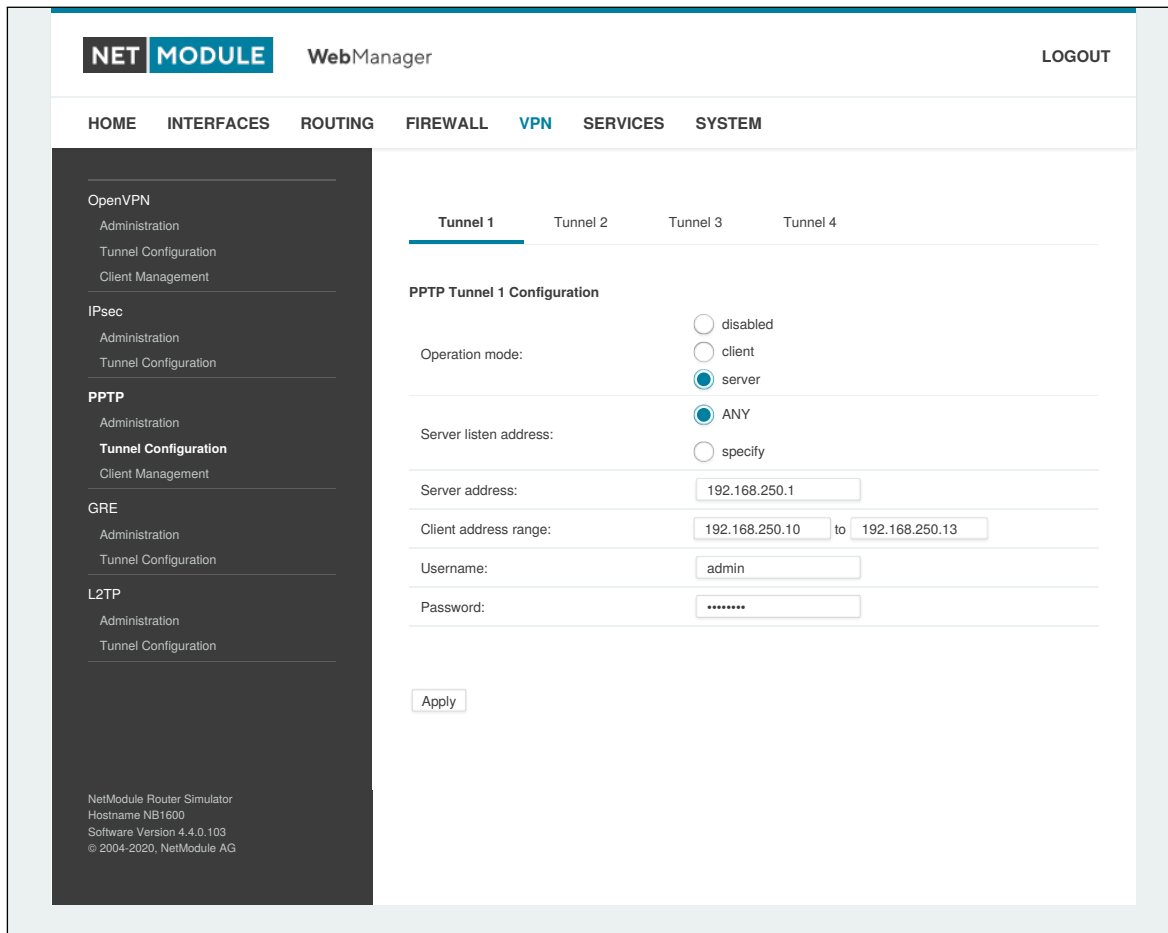 NET MODULE WebManager LOGOUT
HOME INTERFACES ROUTING FIREWALL VPN SERVICES SYSTEM
OpenVPN
Administration
Tunnel Configuration
Client Management
IPsec
Administration
Tunnel Configuration
PPTP
Administration
Tunnel Configuration
Client Management
GRE
Administration
Tunnel Configuration
L2TP
Administration
Tunnel Configuration
NetModule Router Simulator
Hostname NB1600
Software Version 4.4.0.103
© 2004-2020, NetModule AG
Tunnel 1 Tunnel 2 Tunnel 3 Tunnel 4
PPTP Tunnel 1 Configuration
Operation mode:
disabled
client
server
Server listen address:
ANY
specify
Server address: 192.168.250.1
Client address range: 192.168.250.10 to 192.168.250.13
Username: admin
Password: ••••••••
Apply